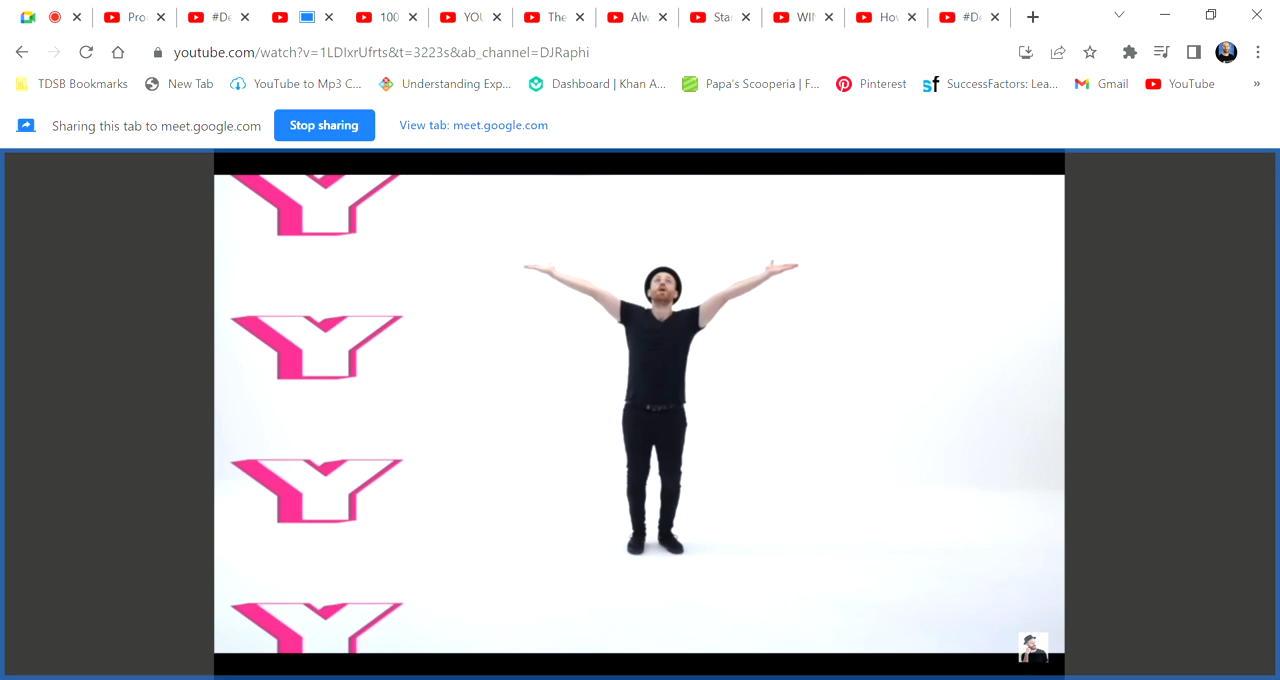 Pro
#De
100
YOU
The
Alw
Star
WIN
How
#De
youtube.com/watch?v=1LDIxrUfrts&t=3223s&ab_channel=DJRaphi
TDSB Bookmarks New Tab YouTube to Mp3 C... Understanding Exp... Dashboard | Khan A... Papa's Scooperia | F... Pinterest SuccessFactors: Lea... Gmail YouTube »
Sharing this tab to meet.google.com Stop sharing View tab: meet.google.com
Y
Y
Y
Y